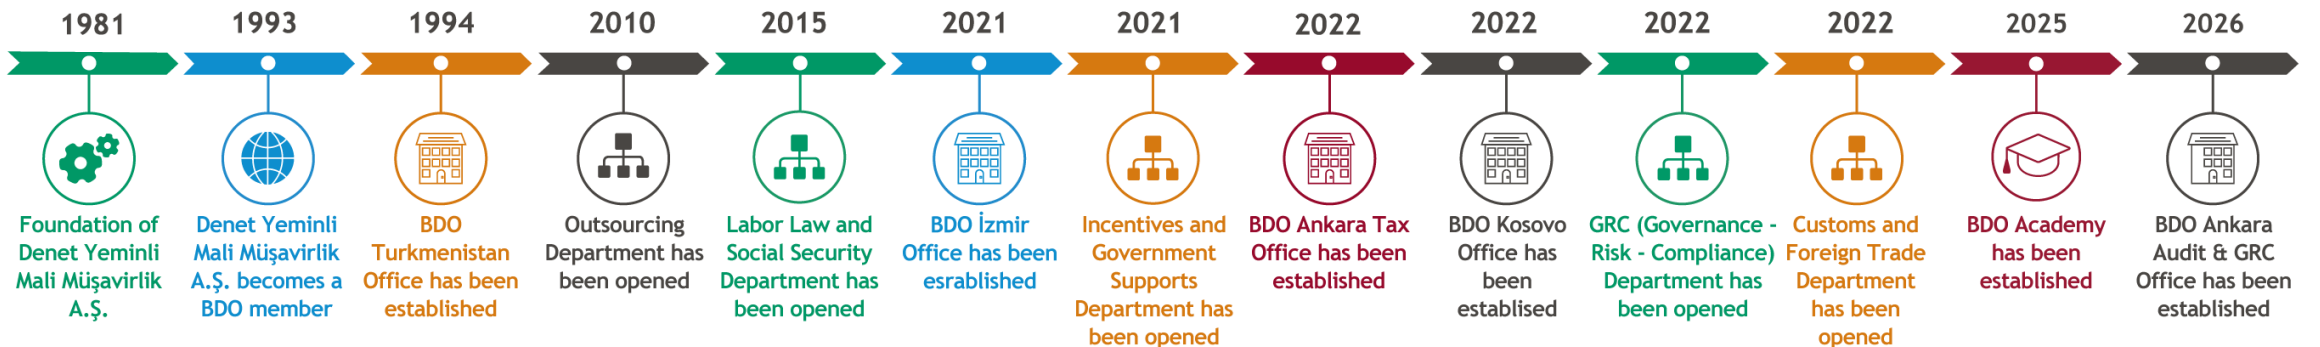 1981
Foundation of
Denet Yeminli
Mali Müşavirlik
A.Ş.
1993
Denet Yeminli
Mali Müşavirlik
A.Ş. becomes a
BDO member
1994
BDO
Turkmenistan
Office has been
established
2010
Outsourcing
Department has
been opened
2015
Labor Law and
Social Security
Department has
been opened
2021
BDO İzmir
Office has been
esrablished
2021
Incentives and
Government
Supports
Department has
been opened
2022
BDO Ankara Tax
Office has been
established
2022
BDO Kosovo
Office has
been
establised
2022
GRC (Governance -
Risk - Compliance)
Department has
been opened
2022
Customs and
Foreign Trade
Department
has been
opened
2025
BDO Academy
has been
established
2026
BDO Ankara
Audit & GRC
Office has been
established